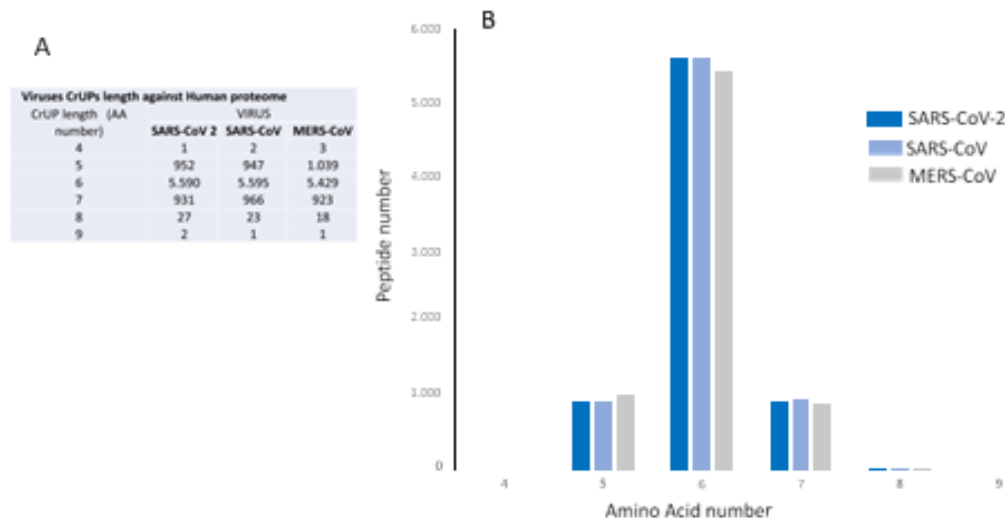 A
Viruses CrUPs length against Human proteome
CrUP length (AA number) VIRUS
SARS-CoV 2 SARS-CoV MERS-CoV
4 1 2 3
5 952 947 1.039
6 5.590 5.595 5.429
7 931 966 923
8 27 23 18
9 2 1 1
B
6.000
5.000
4.000
3.000
2.000
1.000
0
Peptide number
4 5 6 7 8 9
Amino Acid number
SARS-CoV-2
SARS-CoV
MERS-CoV